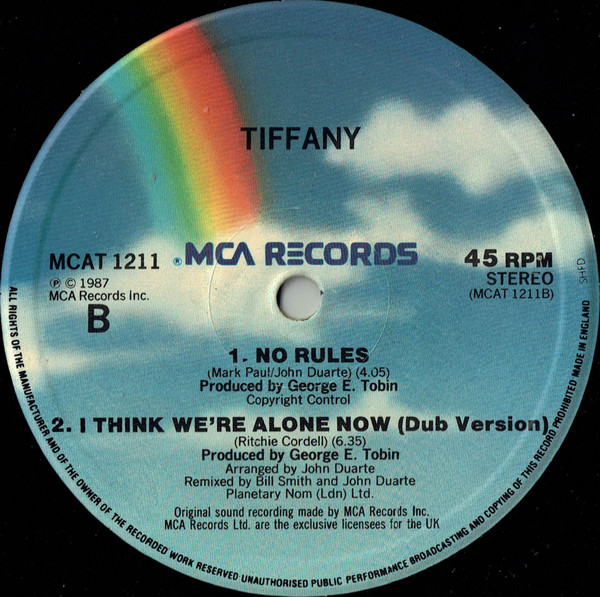 TIFFANY
MCAT 1211
® MCA RECORDS
45 RPM
℗ © 1987
STEREO
MCA Records Inc.
(MCAT 1211B)
B
SHFD
1. NO RULES
(Mark Paul/John Duarte) (4.05)
Produced by George E. Tobin
Copyright Control
2. I THINK WE'RE ALONE NOW (Dub Version)
(Ritchie Cordell) (6.35)
Produced by George E. Tobin
Arranged by John Duarte
Remixed by Bill Smith and John Duarte
Planetary Nom (Ldn) Ltd.
Original sound recording made by MCA Records Inc.
MCA Records Ltd. are the exclusive licensees for the UK
ALL RIGHTS OF THE MANUFACTURER AND OF THE OWNER OF THE RECORDED WORK RESERVED·UNAUTHORISED PUBLIC PERFORMANCE BROADCASTING AND COPYING OF THIS RECORD PROHIBITED MADE IN ENGLAND